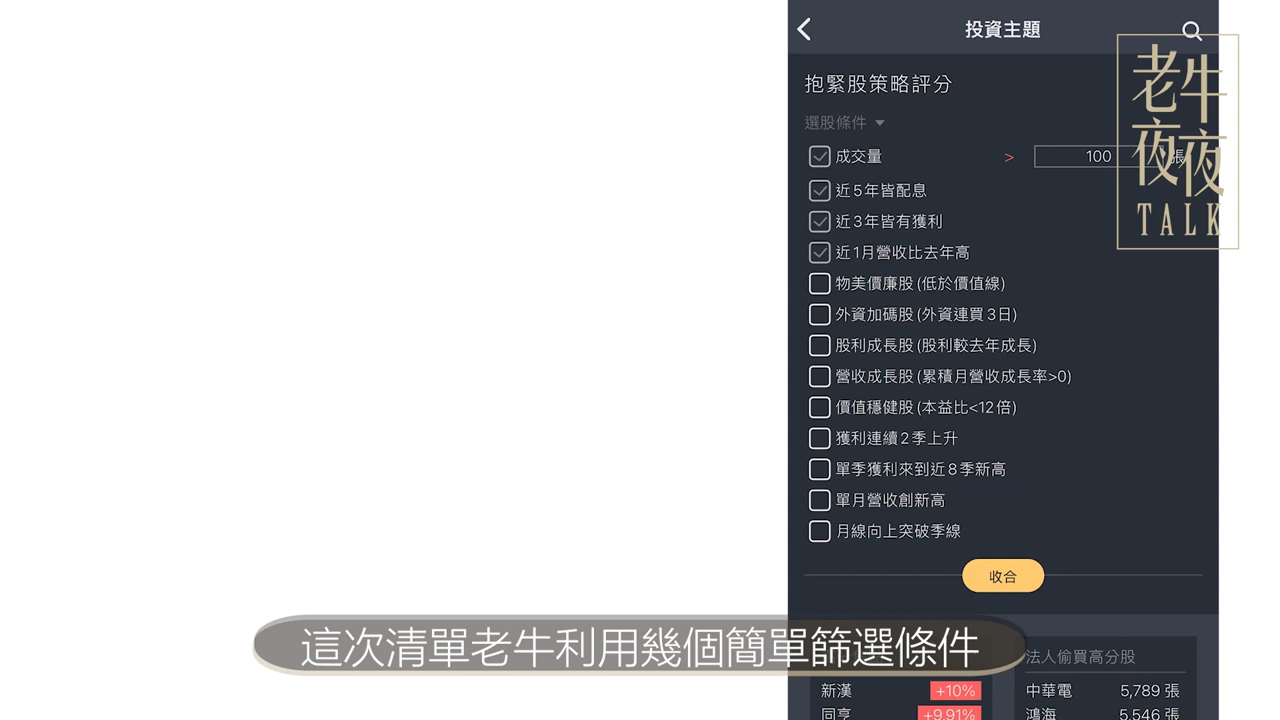 投資主題
老牛
夜夜
TALK
抱緊股策略評分
選股條件
成交量 > 100 張
近5年皆配息
近3年皆有獲利
近1月營收比去年高
物美價廉股(低於價值線)
外資加碼股(外資連買3日)
股利成長股(股利較去年成長)
營收成長股(累積月營收成長率>0)
價值穩健股(本益比<12倍)
獲利連續2季上升
單季獲利來到近8季新高
單月營收創新高
月線向上突破季線
收合
這次清單老牛利用幾個簡單篩選條件
法人偷買高分股
新漢 +10% 中華電 5,789 張
同亨 +9.91% 鴻海 5,546 張